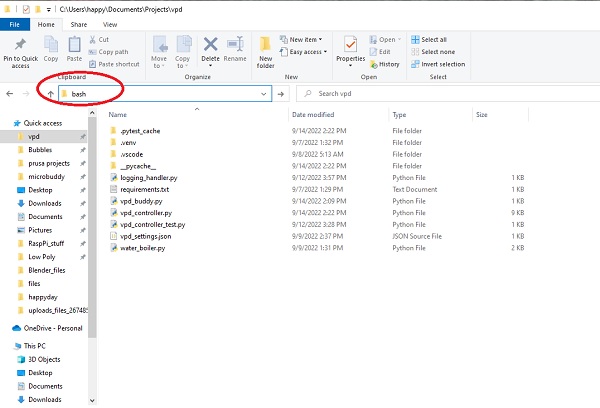 C:\Users\happy\Documents\Projects\vpd
File Home Share View
Pin to Quick access
Copy
Paste
Cut
Copy path
Paste shortcut
Clipboard
Move to
Copy to
Delete
Rename
Organize
New folder
New item
Easy access
New
Properties
Open
Edit
History
Open
Select all
Select none
Invert selection
Select
bash
Search vpd
Name Date modified Type Size
.pytest_cache 9/14/2022 2:22 PM File folder
.venv 9/7/2022 1:32 PM File folder
.vscode 9/8/2022 5:13 AM File folder
__pycache__ 9/14/2022 2:22 PM File folder
logging_handler.py 9/12/2022 3:57 PM Python File 1 KB
requirements.txt 9/7/2022 1:29 PM Text Document 1 KB
vpd_buddy.py 9/14/2022 2:09 PM Python File 1 KB
vpd_controller.py 9/14/2022 2:22 PM Python File 9 KB
vpd_controller_test.py 9/12/2022 3:28 PM Python File 1 KB
vpd_settings.json 9/9/2022 2:37 PM JSON Source File 1 KB
water_boiler.py 9/9/2022 1:31 PM Python File 2 KB
Quick access
vpd
Bubbles
prusa projects
microbuddy
Desktop
Downloads
Documents
Pictures
RaspPi_stuff
Low Poly
Blender_files
files
happyday
uploads_files_267485
OneDrive - Personal
This PC
3D Objects
Desktop
Documents
Downloads